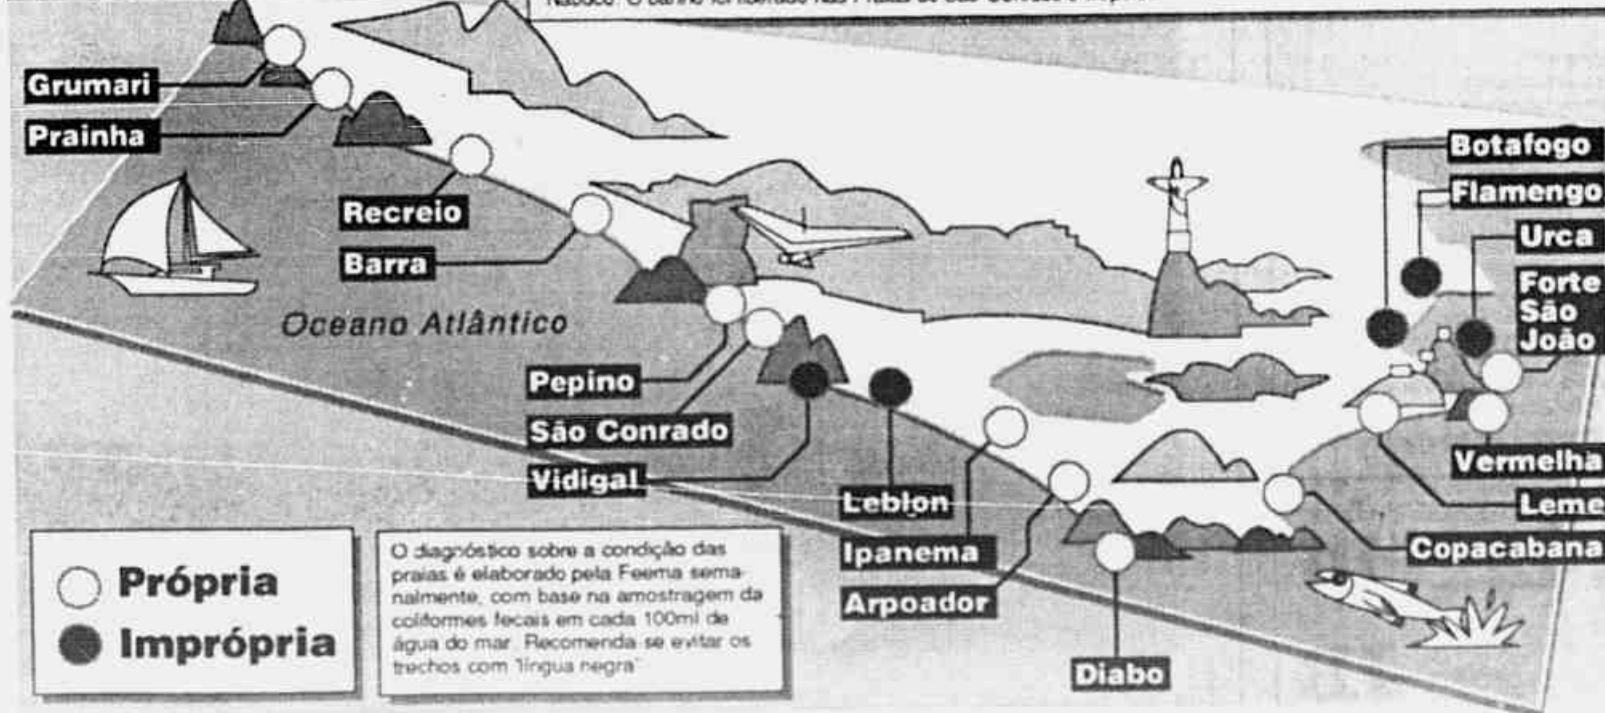 Grumari
Prainha
Recreio
Barra
Oceano Atlântico
Pepino
São Conrado
Vidigal
Leblon
Ipanema
Arpoador
Diabo
Botafogo
Flamengo
Urca
Forte
São
João
Vermelha
Leme
Copacabana
Própria
Imprópria
O diagnóstico sobre a condição das
praias é elaborado pela Feema sema-
nalmente, com base na amostragem da
coliformes fecais em cada 100ml de
água do mar. Recomenda-se evitar os
trechos com "língua negra"